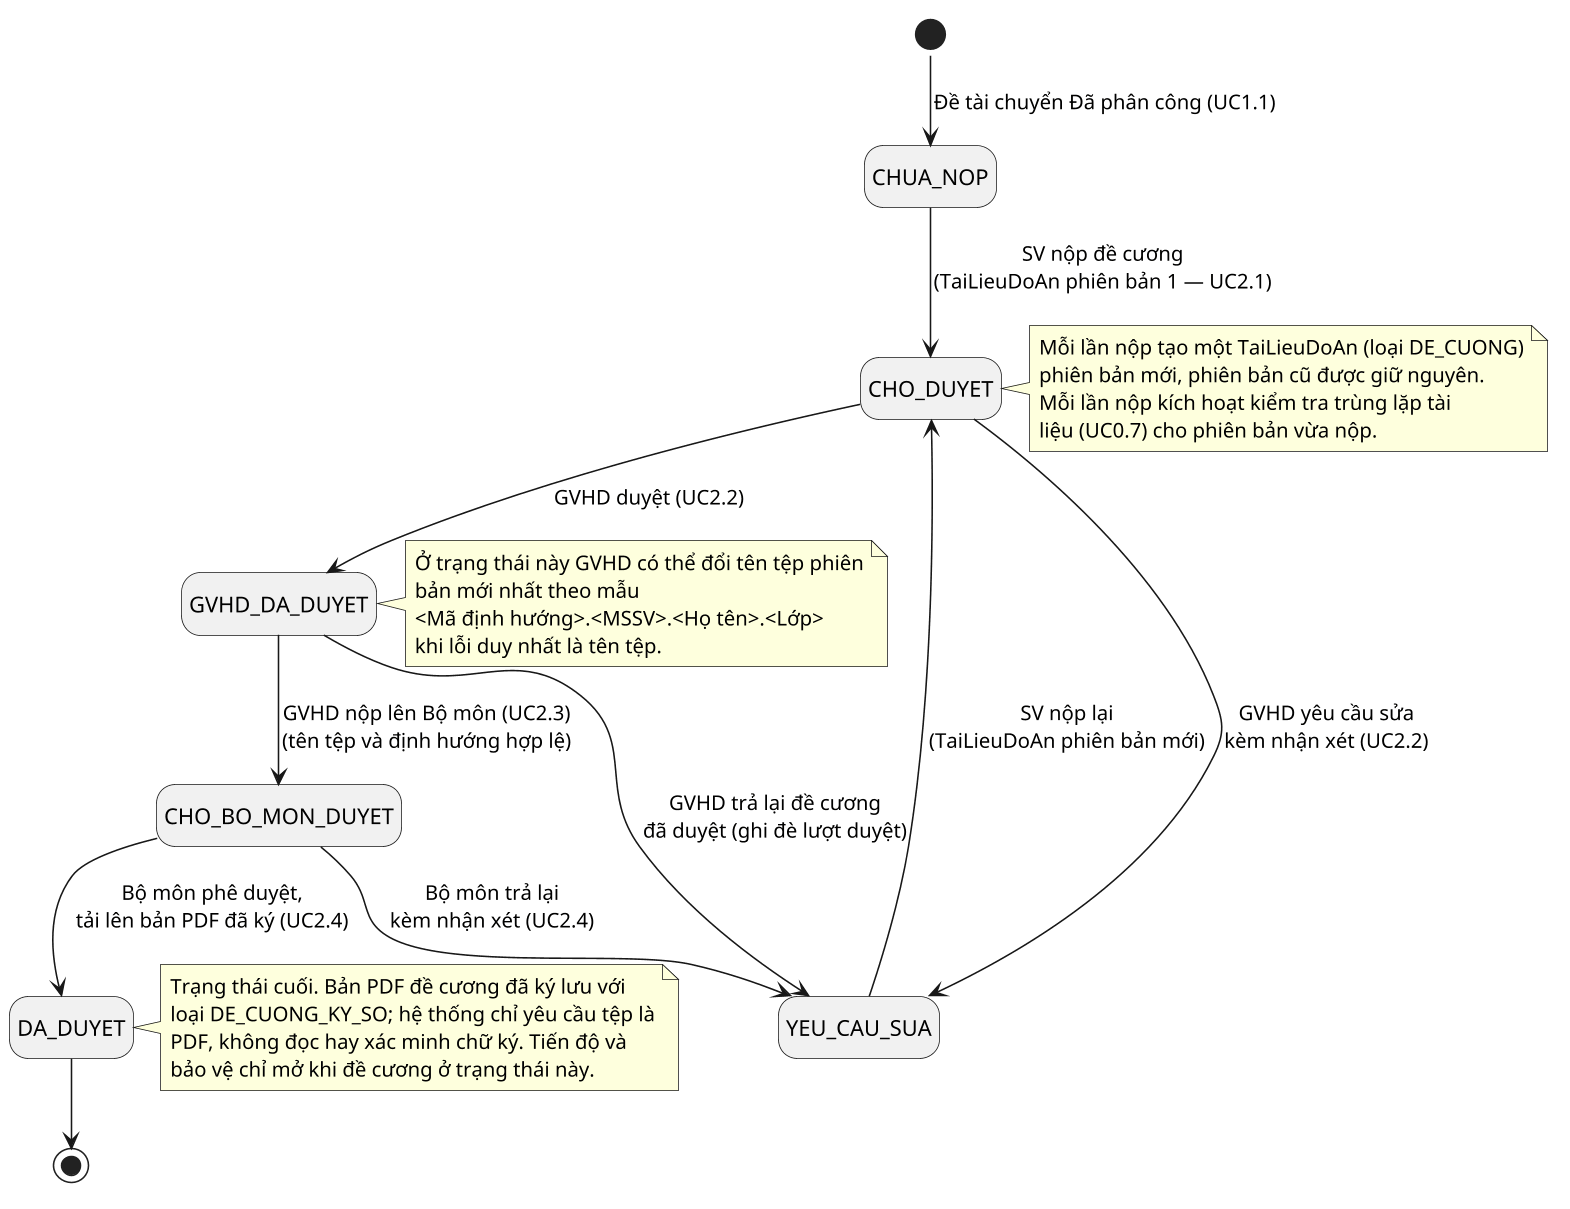 Đề tài chuyển Đã phân công (UC1.1)
CHUA_NOP
SV nộp đề cương
(TaiLieuDoAn phiên bản 1 — UC2.1)
CHO_DUYET
Mỗi lần nộp tạo một TaiLieuDoAn (loại DE_CUONG)
phiên bản mới, phiên bản cũ được giữ nguyên.
Mỗi lần nộp kích hoạt kiểm tra trùng lặp tài
liệu (UC0.7) cho phiên bản vừa nộp.
GVHD duyệt (UC2.2)
GVHD_DA_DUYET
Ở trạng thái này GVHD có thể đổi tên tệp phiên
bản mới nhất theo mẫu
<Mã định hướng>.<MSSV>.<Họ tên>.<Lớp>
khi lỗi duy nhất là tên tệp.
GVHD nộp lên Bộ môn (UC2.3)
(tên tệp và định hướng hợp lệ)
SV nộp lại
(TaiLieuDoAn phiên bản mới)
GVHD yêu cầu sửa
kèm nhận xét (UC2.2)
GVHD trả lại đề cương
đã duyệt (ghi đè lượt duyệt)
CHO_BO_MON_DUYET
Bộ môn phê duyệt,
tải lên bản PDF đã ký (UC2.4)
Bộ môn trả lại
kèm nhận xét (UC2.4)
DA_DUYET
Trạng thái cuối. Bản PDF đề cương đã ký lưu với
loại DE_CUONG_KY_SO; hệ thống chỉ yêu cầu tệp là
PDF, không đọc hay xác minh chữ ký. Tiến độ và
bảo vệ chỉ mở khi đề cương ở trạng thái này.
YEU_CAU_SUA